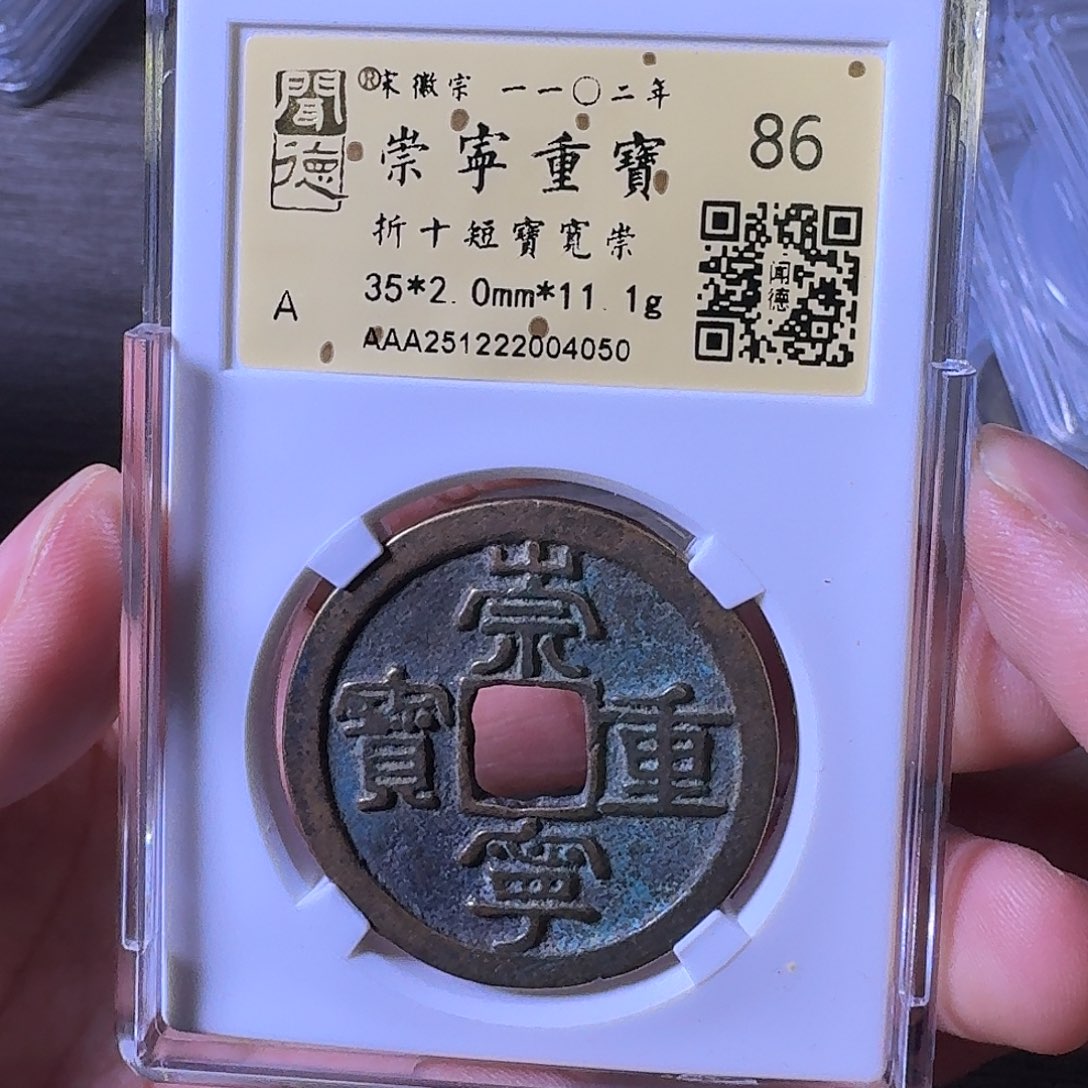 聞德®宋徽宗 一一〇二年
崇寧重寶
86
折十短寶寬崇
闻德
35*2.0mm*11.1g
A
AAA251222004050
崇
寶 重
寧